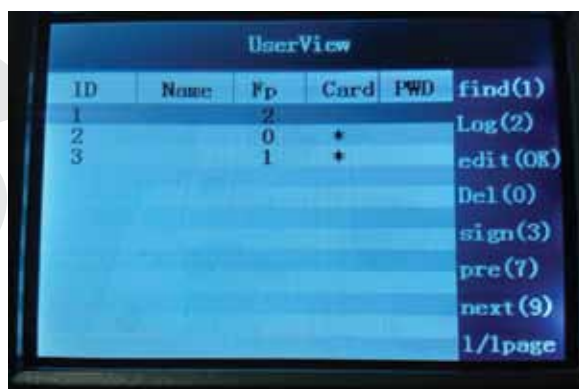 UserView
ID Name Fp Card PWD
1 2
2 0 *
3 1 *
find(1)
Log(2)
edit(OK)
Del(0)
sign(3)
pre(7)
next(9)
1/1page